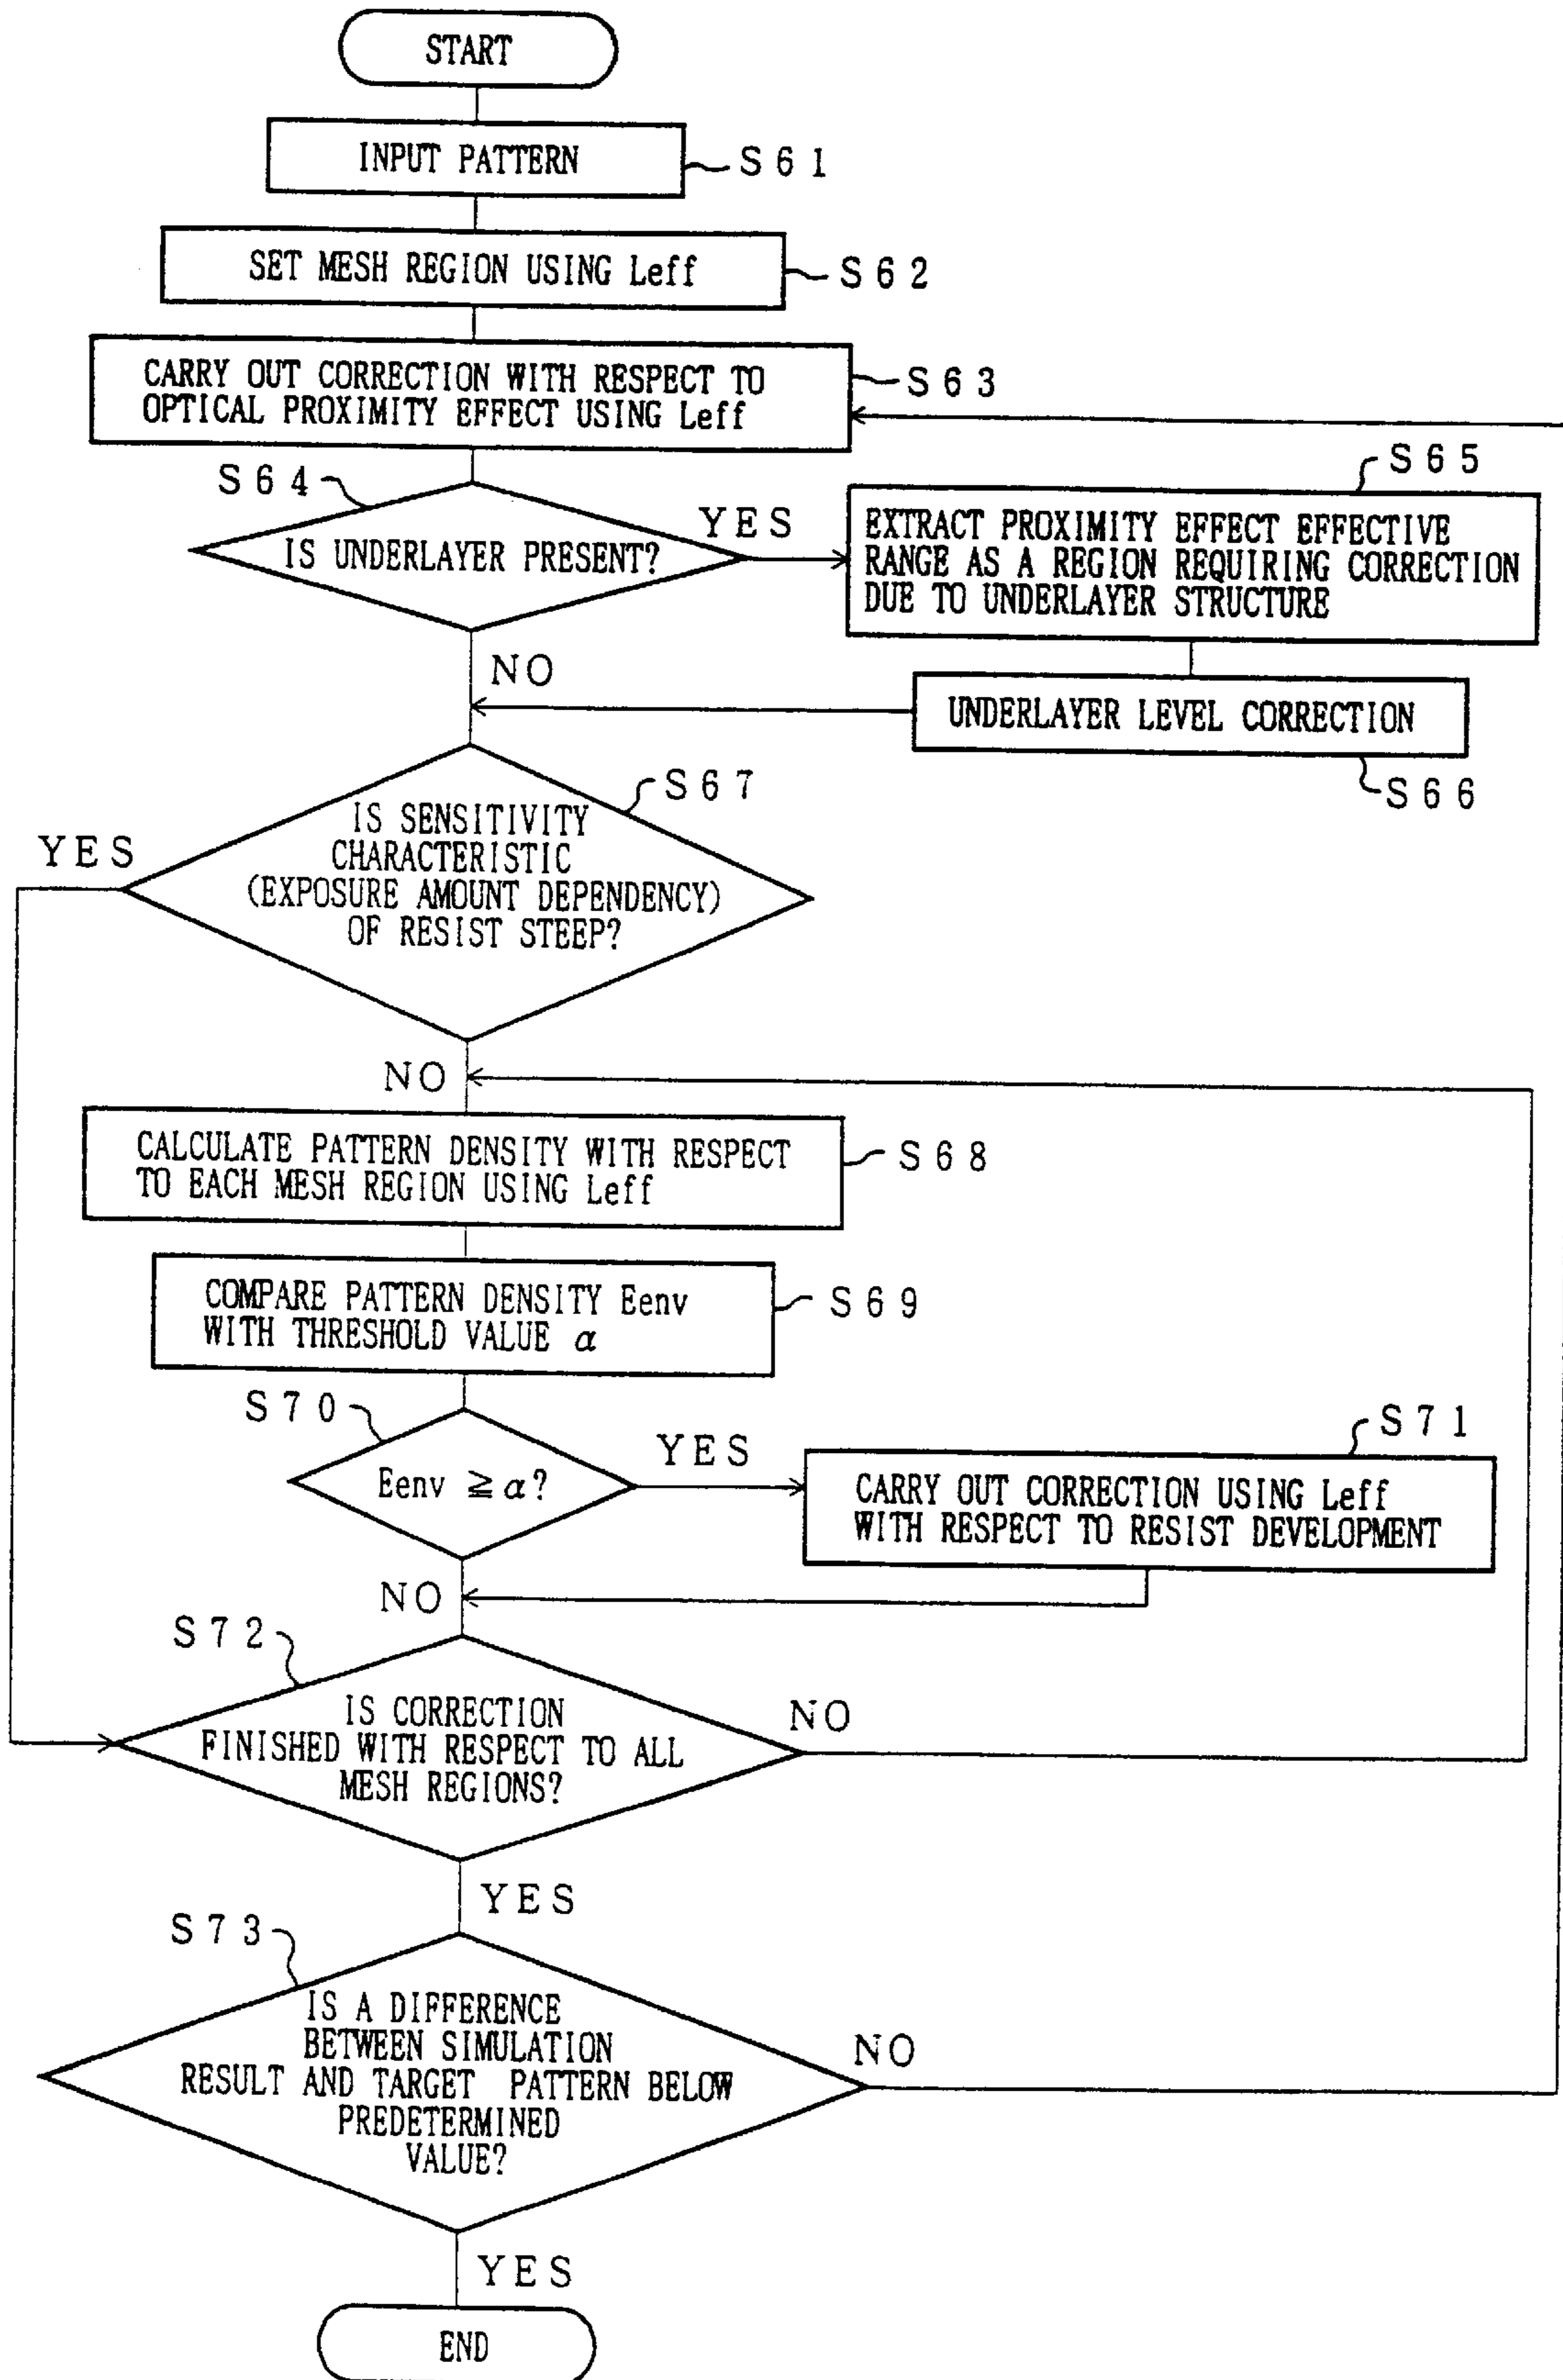 START
INPUT PATTERN
S61
SET MESH REGION USING Leff
S62
CARRY OUT CORRECTION WITH RESPECT TO
OPTICAL PROXIMITY EFFECT USING Leff
S63
S64
IS UNDERLAYER PRESENT?
YES
S65
EXTRACT PROXIMITY EFFECT EFFECTIVE
RANGE AS A REGION REQUIRING CORRECTION
DUE TO UNDERLAYER STRUCTURE
NO
UNDERLAYER LEVEL CORRECTION
S66
S67
IS SENSITIVITY
CHARACTERISTIC
(EXPOSURE AMOUNT DEPENDENCY)
OF RESIST STEEP?
YES
NO
CALCULATE PATTERN DENSITY WITH RESPECT
TO EACH MESH REGION USING Leff
S68
COMPARE PATTERN DENSITY Eenv
WITH THRESHOLD VALUE α
S69
S70
Eenv ≧ α?
YES
S71
CARRY OUT CORRECTION USING Leff
WITH RESPECT TO RESIST DEVELOPMENT
NO
S72
IS CORRECTION
FINISHED WITH RESPECT TO ALL
MESH REGIONS?
NO
YES
S73
IS A DIFFERENCE
BETWEEN SIMULATION
RESULT AND TARGET PATTERN BELOW
PREDETERMINED
VALUE?
NO
YES
END